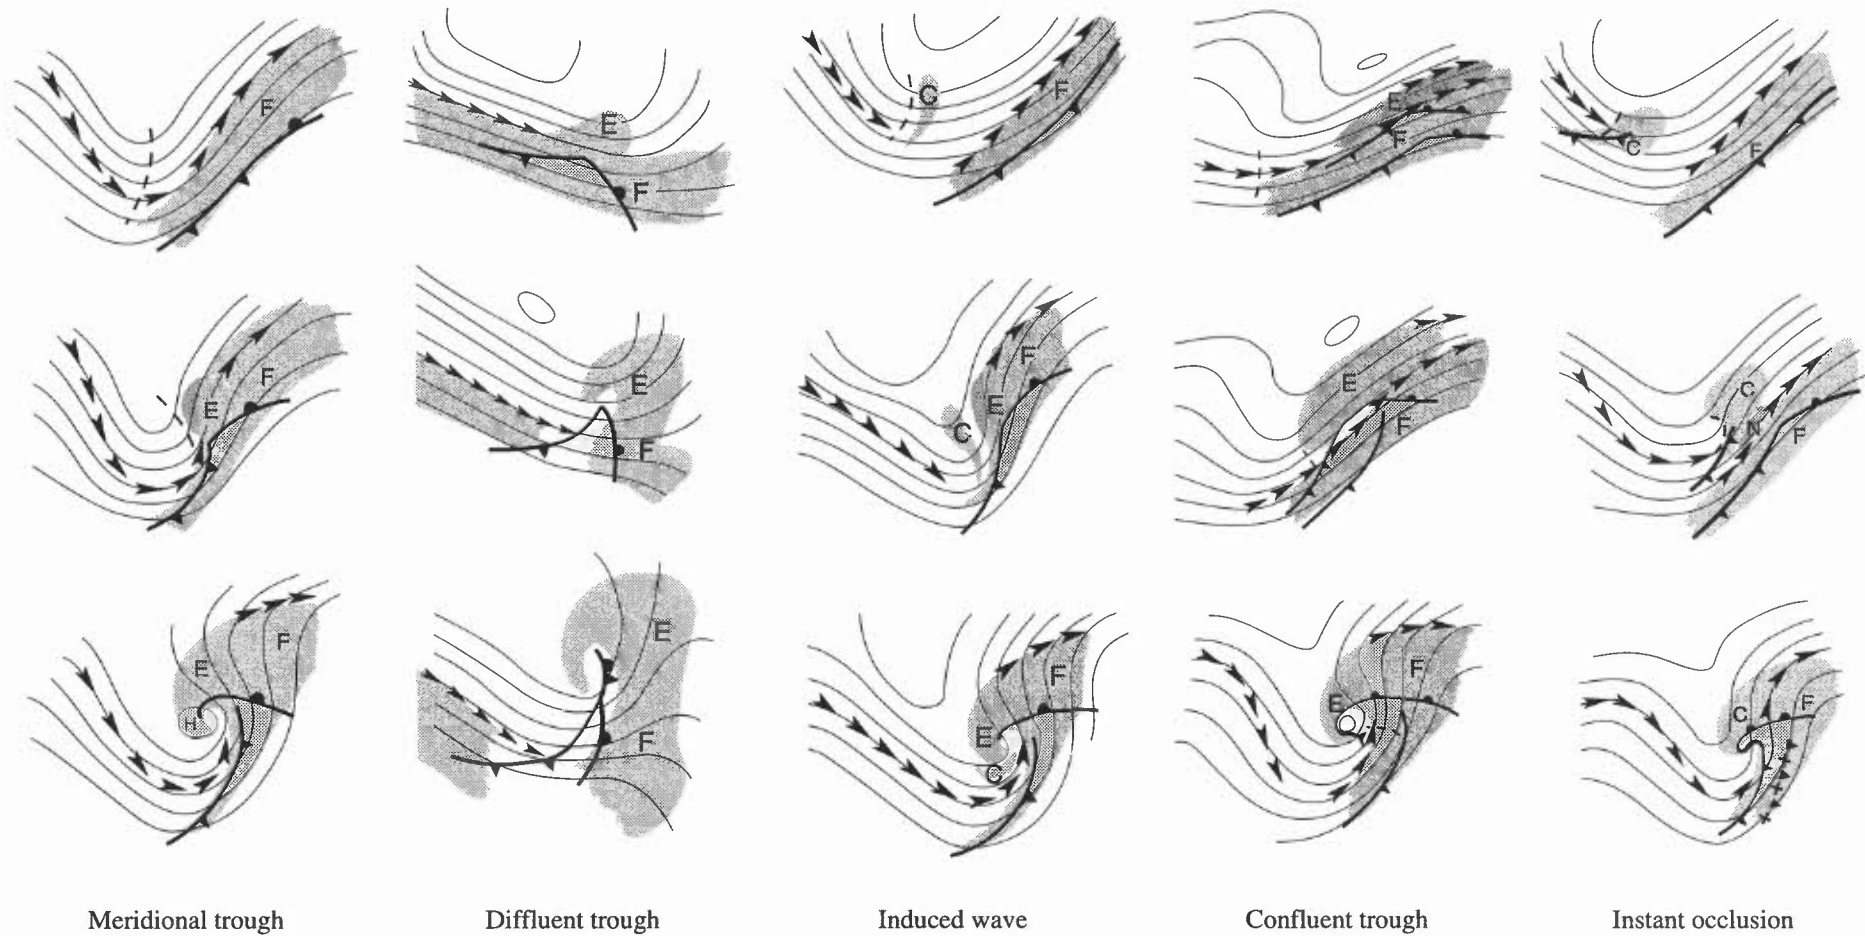 F
E
F
C
F
E
F
C
F
E
F
E
F
E
F
C
E
F
C
N
F
E
F
H
E
F
E
F
C
E
F
C
F
Meridional trough
Diffluent trough
Induced wave
Confluent trough
Instant occlusion